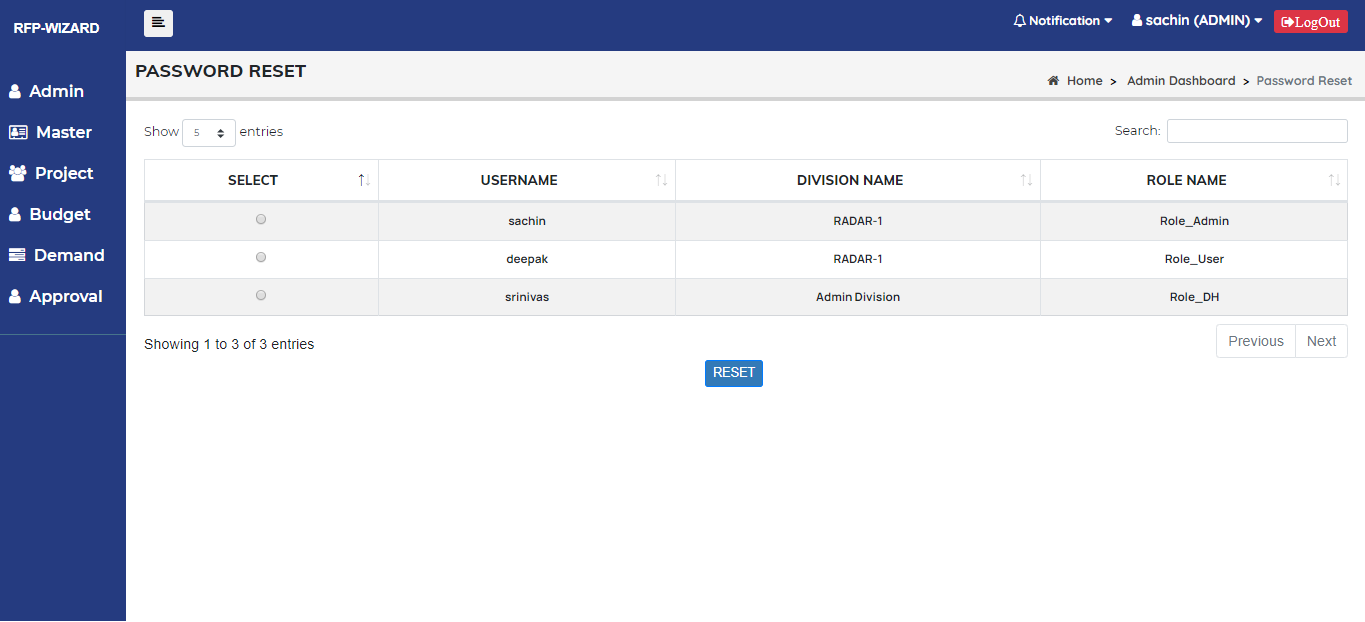 RFP-WIZARD
Notification
sachin (ADMIN)
LogOut
Admin
Master
Project
Budget
Demand
Approval
PASSWORD RESET
Home > Admin Dashboard > Password Reset
Show 5 entries
Search:
SELECT USERNAME DIVISION NAME ROLE NAME
sachin RADAR-1 Role_Admin
deepak RADAR-1 Role_User
srinivas Admin Division Role_DH
Showing 1 to 3 of 3 entries
Previous Next
RESET